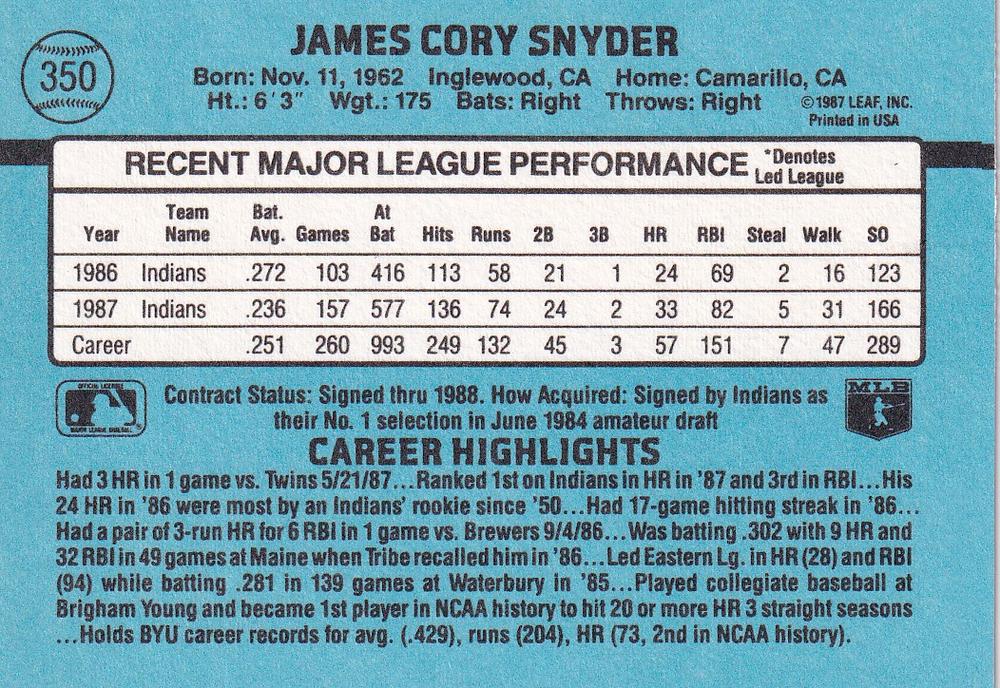 JAMES CORY SNYDER
350
Born: Nov. 11, 1962 Inglewood, CA Home: Camarillo, CA
Ht.: 6'3" Wgt.: 175 Bats: Right Throws: Right
©1987 LEAF, INC.
Printed in USA
RECENT MAJOR LEAGUE PERFORMANCE *Denotes Led League
Year Team Name Bat. Avg. Games At Bat Hits Runs 2B 3B HR RBI Steal Walk SO
1986 Indians .272 103 416 113 58 21 1 24 69 2 16 123
1987 Indians .236 157 577 136 74 24 2 33 82 5 31 166
Career .251 260 993 249 132 45 3 57 151 7 47 289
OFFICIAL LICENSEE
MAJOR LEAGUE BASEBALL
MLB
Contract Status: Signed thru 1988. How Acquired: Signed by Indians as
their No. 1 selection in June 1984 amateur draft
CAREER HIGHLIGHTS
Had 3 HR in 1 game vs. Twins 5/21/87...Ranked 1st on Indians in HR in '87 and 3rd in RBI...His
24 HR in '86 were most by an Indians' rookie since '50...Had 17-game hitting streak in '86...
Had a pair of 3-run HR for 6 RBI in 1 game vs. Brewers 9/4/86...Was batting .302 with 9 HR and
32 RBI in 49 games at Maine when Tribe recalled him in '86...Led Eastern Lg. in HR (28) and RBI
(94) while batting .281 in 139 games at Waterbury in '85...Played collegiate baseball at
Brigham Young and became 1st player in NCAA history to hit 20 or more HR 3 straight seasons
...Holds BYU career records for avg. (.429), runs (204), HR (73, 2nd in NCAA history).